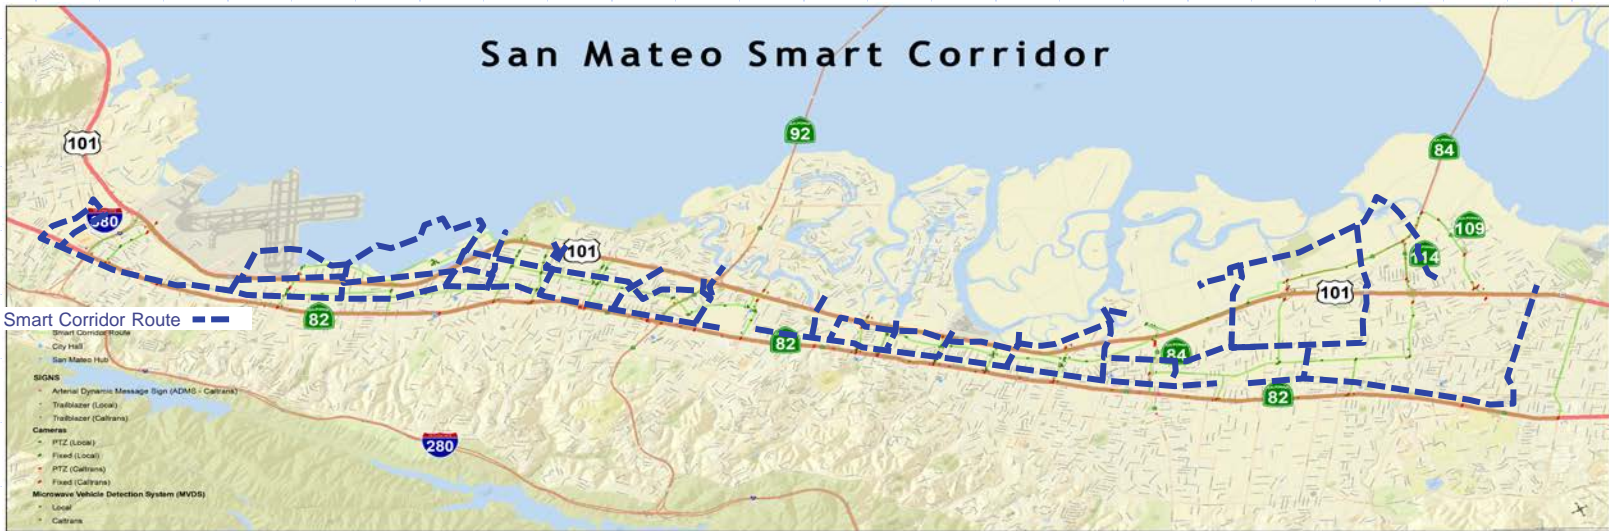 San Mateo Smart Corridor
101
92
84
380
109
101
114
101
82
Smart Corridor Route
82
84
82
280
Smart Corridor Route
City Hall
San Mateo Hub
SIGNS
Arterial Dynamic Message Sign (ADMS - Caltrans)
Trailblazer (Local)
Trailblazer (Caltrans)
Cameras
PTZ (Local)
Fixed (Local)
PTZ (Caltrans)
Fixed (Caltrans)
Microwave Vehicle Detection System (MVDS)
Local
Caltrans